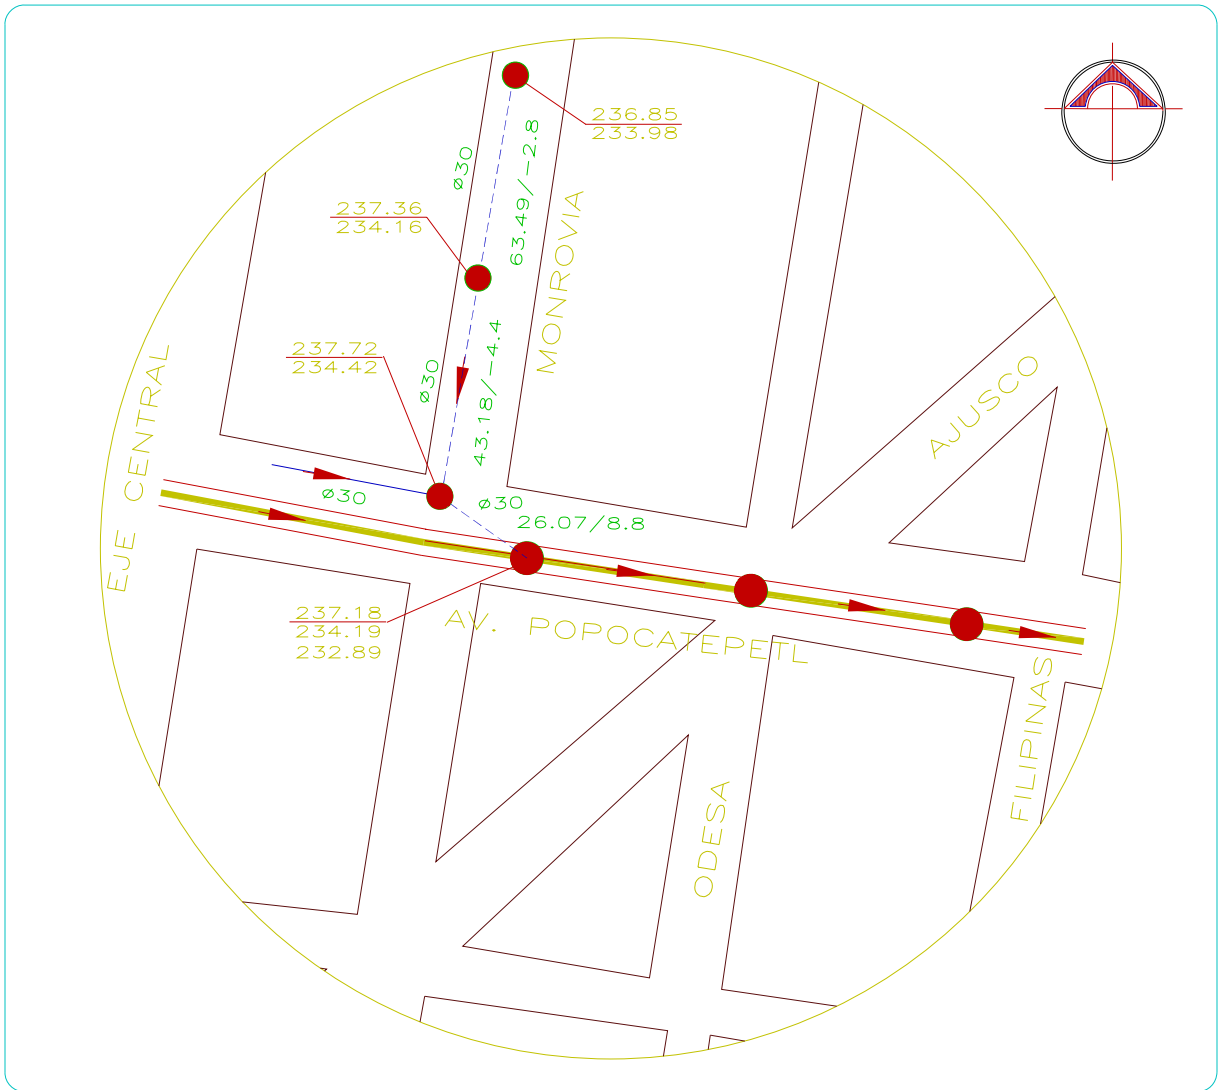 236.85
233.98
ø30
63.49/-2.8
237.36
234.16
MONROVIA
237.72
234.42
ø30
43.18/-4.4
EJE CENTRAL
AJUSCO
ø30
ø30
26.07/8.8
237.18
234.19
232.89
AV. POPOCATEPETL
FILIPINAS
ODESA